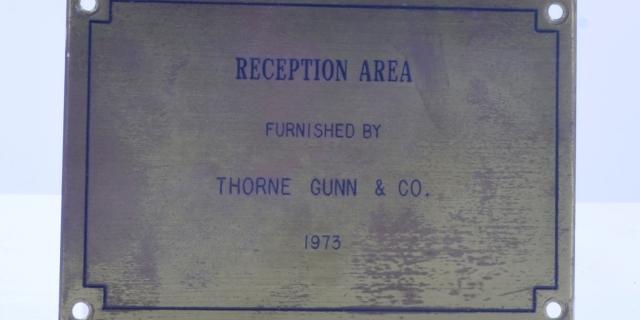 RECEPTION AREA
FURNISHED BY
THORNE GUNN & CO.
1973